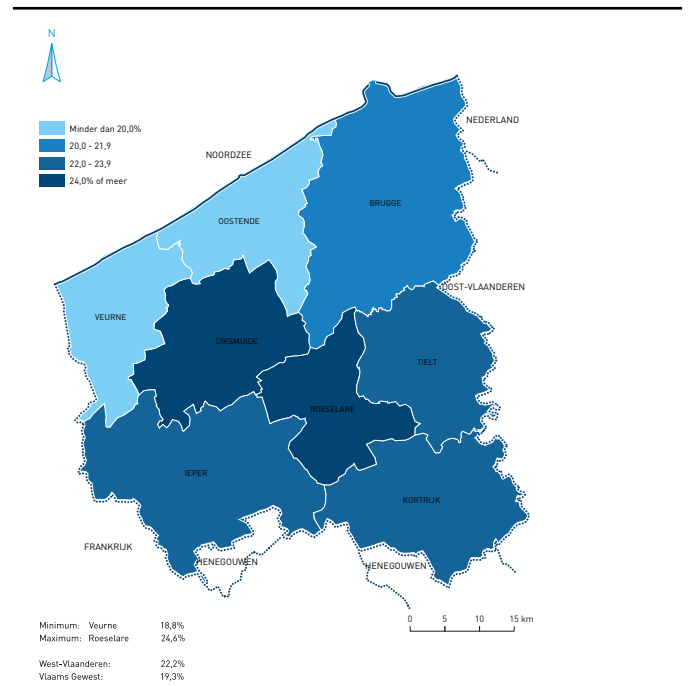 N
Minder dan 20,0%
20,0 - 21,9
22,0 - 23,9
24,0% of meer
NEDERLAND
NOORDZEE
BRUGGE
OOSTENDE
OOST-VLAANDEREN
VEURNE
DIKSMUIDE
TIELT
ROESELARE
IEPER
KORTRIJK
FRANKRIJK
HENEGOUWEN
HENEGOUWEN
0 5 10 15 km
Minimum: Veurne 18,8%
Maximum: Roeselare 24,6%
West-Vlaanderen: 22,2%
Vlaams Gewest: 19,3%